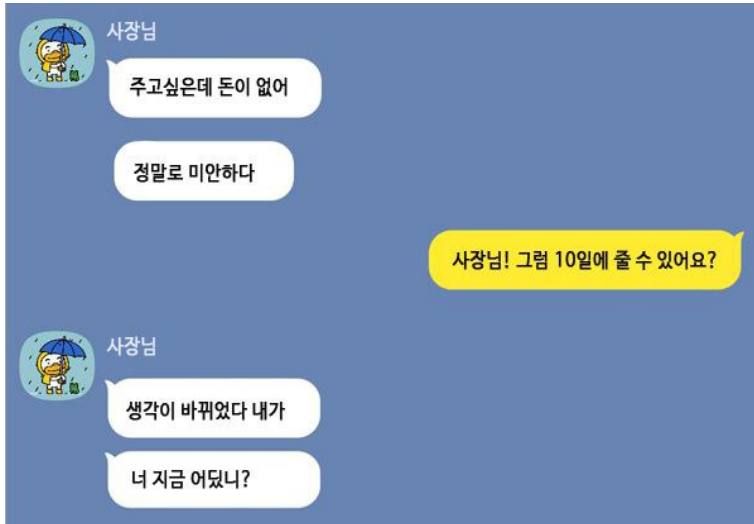 사장님
주고싶은데 돈이 없어
정말로 미안하다
사장님! 그럼 10일에 줄 수 있어요?
사장님
생각이 바뀌었다 내가
너 지금 어딨니?